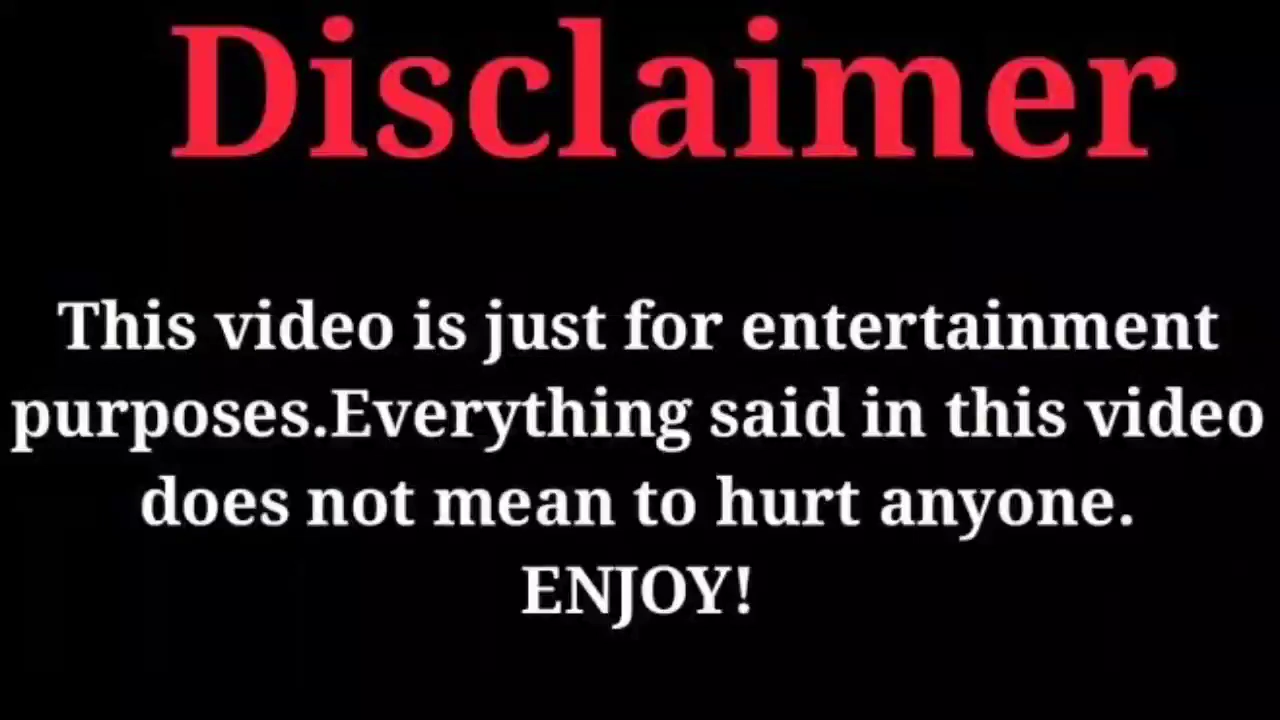 Disclaimer
This video is just for entertainment
purposes.Everything said in this video
does not mean to hurt anyone.
ENJOY!